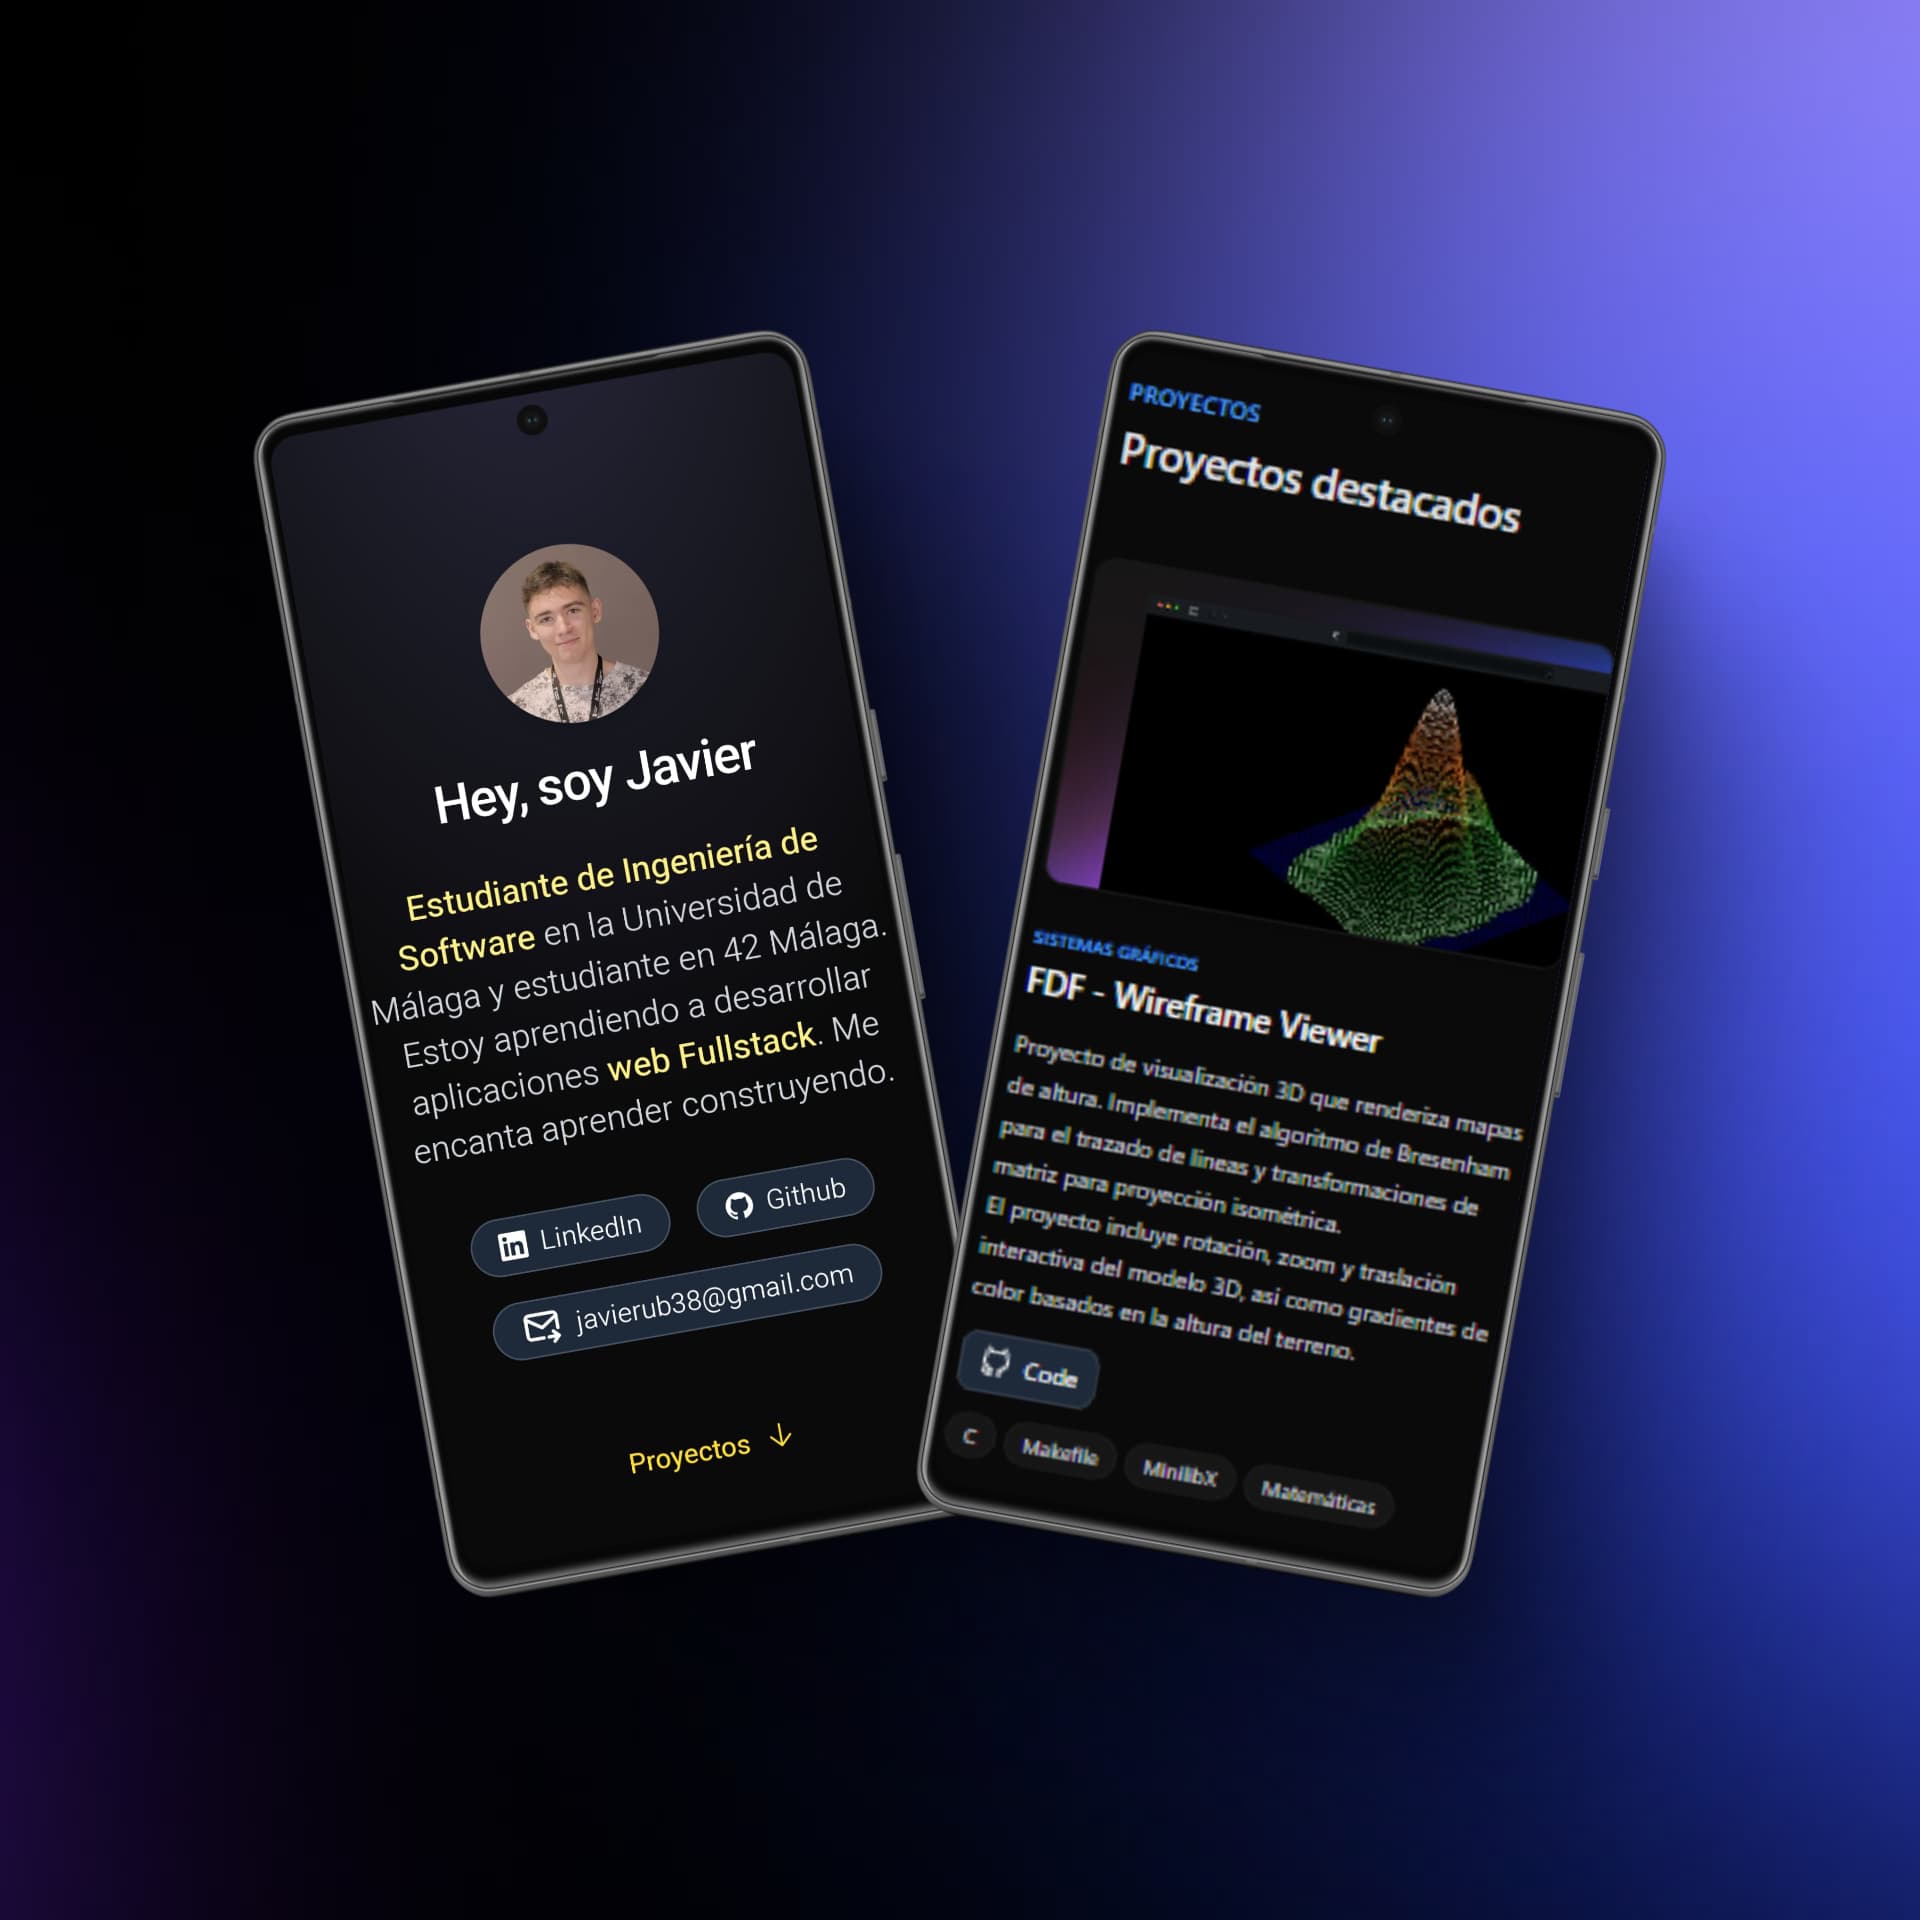 Hey, soy Javier
Estudiante de Ingeniería de
Software en la Universidad de
Málaga y estudiante en 42 Málaga.
Estoy aprendiendo a desarrollar
aplicaciones web Fullstack. Me
encanta aprender construyendo.
LinkedIn
Github
javierub38@gmail.com
Proyectos
PROYECTOS
Proyectos destacados
SISTEMAS GRÁFICOS
FDF - Wireframe Viewer
Proyecto de visualización 3D que renderiza mapas
de altura. Implementa el algoritmo de Bresenham
para el trazado de líneas y transformaciones de
matriz para proyección isométrica.
El proyecto incluye rotación, zoom y traslación
interactiva del modelo 3D, así como gradientes de
color basados en la altura del terreno.
Code
C
Makefile
MinilibX
Matemáticas